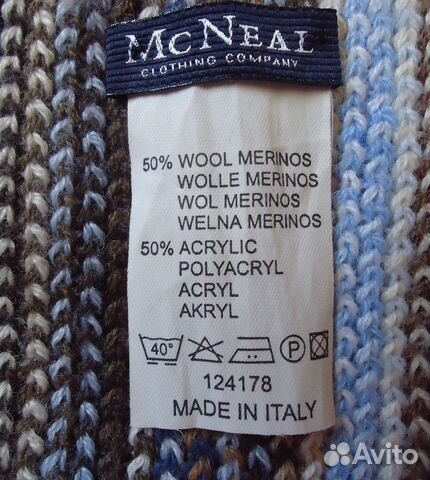 McNeal
CLOTHING COMPANY
50% WOOL MERINOS
WOLLE MERINOS
WOL MERINOS
WELNA MERINOS
50% ACRYLIC
POLYACRYL
ACRYL
AKRYL
40° P
124178
MADE IN ITALY
Avito